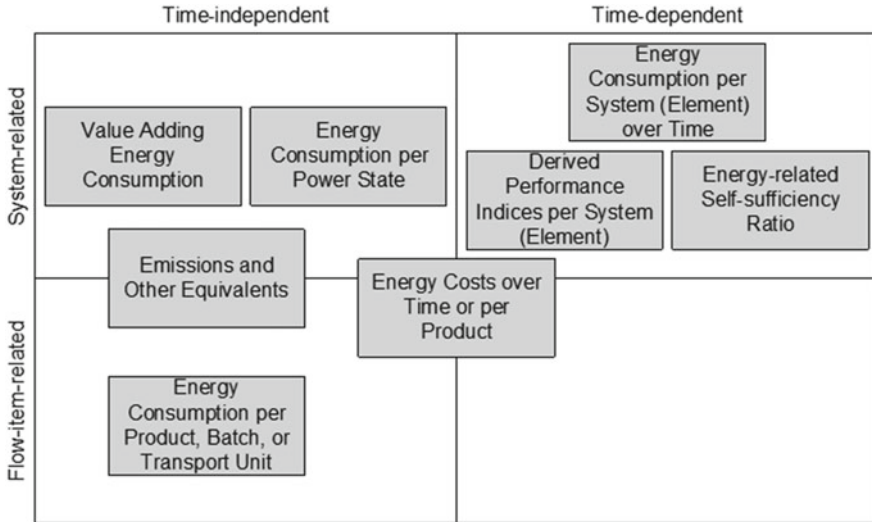 Time-independent
Time-dependent
System-related
Flow-item-related
Value Adding
Energy
Consumption
Energy
Consumption per
Power State
Energy
Consumption per
System (Element)
over Time
Derived
Performance
Indices per System
(Element)
Energy-related
Self-sufficiency
Ratio
Emissions and
Other Equivalents
Energy Costs over
Time or per
Product
Energy
Consumption per
Product, Batch, or
Transport Unit